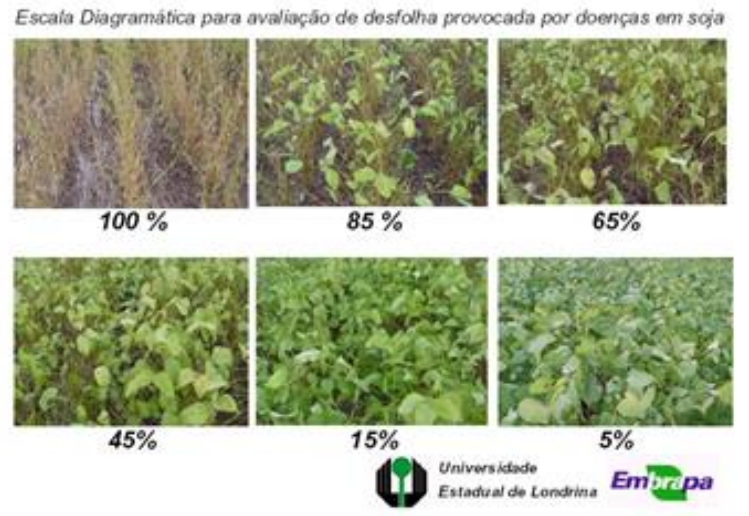 Escala Diagramática para avaliação de desfolha provocada por doenças em soja
100 % 85 % 65%
45% 15% 5%
Universidade
Estadual de Londrina
Embrapa